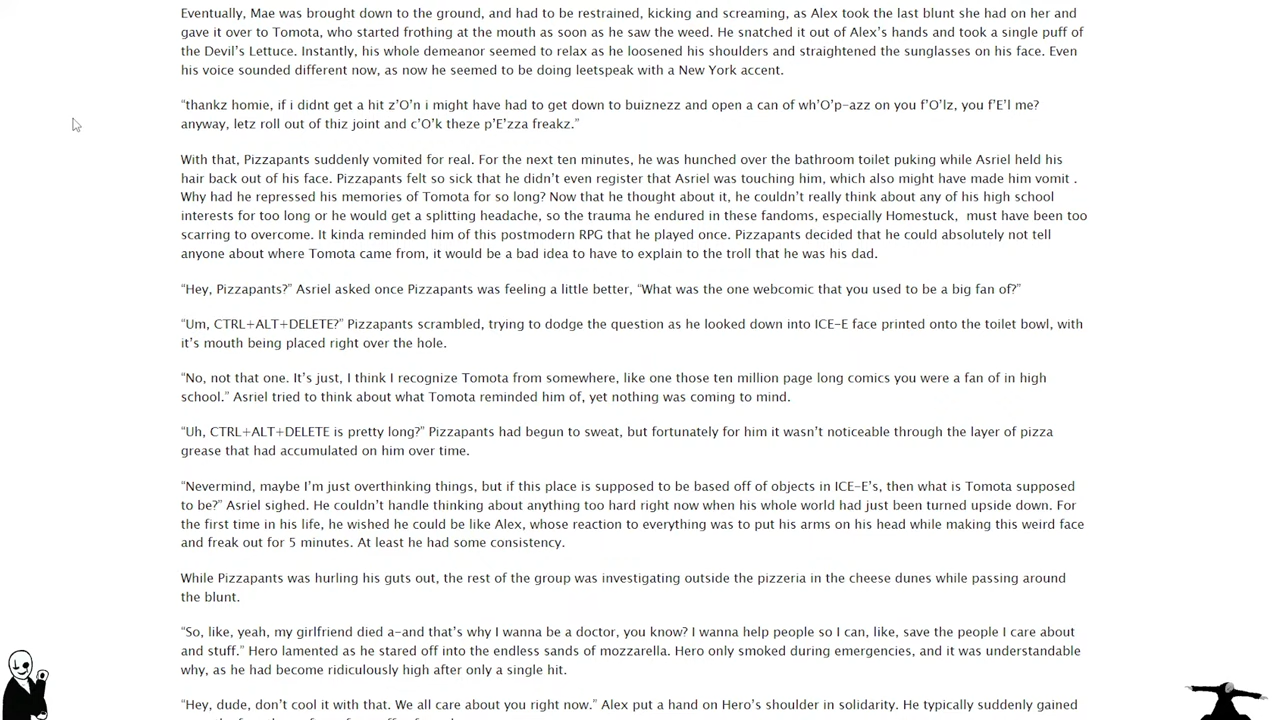 Eventually, Mae was brought down to the ground, and had to be restrained, kicking and screaming, as Alex took the last blunt she had on her and
gave it over to Tomota, who started frothing at the mouth as soon as he saw the weed. He snatched it out of Alex's hands and took a single puff of
the Devil's Lettuce. Instantly, his whole demeanor seemed to relax as he loosened his shoulders and straightened the sunglasses on his face. Even
his voice sounded different now, as now he seemed to be doing leetspeak with a New York accent.
“thankz homie, if i didnt get a hit z'O'n i might have had to get down to buiznezz and open a can of wh'O'p-azz on you f'O'lz, you f'E'l me?
anyway, letz roll out of thiz joint and c'O'k theze p'E'zza freakz.”
With that, Pizzapants suddenly vomited for real. For the next ten minutes, he was hunched over the bathroom toilet puking while Asriel held his
hair back out of his face. Pizzapants felt so sick that he didn't even register that Asriel was touching him, which also might have made him vomit .
Why had he repressed his memories of Tomota for so long? Now that he thought about it, he couldn't really think about any of his high school
interests for too long or he would get a splitting headache, so the trauma he endured in these fandoms, especially Homestuck,  must have been too
scarring to overcome. It kinda reminded him of this postmodern RPG that he played once. Pizzapants decided that he could absolutely not tell
anyone about where Tomota came from, it would be a bad idea to have to explain to the troll that he was his dad.
“Hey, Pizzapants?” Asriel asked once Pizzapants was feeling a little better, “What was the one webcomic that you used to be a big fan of?”
“Um, CTRL+ALT+DELETE?” Pizzapants scrambled, trying to dodge the question as he looked down into ICE-E face printed onto the toilet bowl, with
it's mouth being placed right over the hole.
“No, not that one. It's just, I think I recognize Tomota from somewhere, like one those ten million page long comics you were a fan of in high
school.” Asriel tried to think about what Tomota reminded him of, yet nothing was coming to mind.
“Uh, CTRL+ALT+DELETE is pretty long?” Pizzapants had begun to sweat, but fortunately for him it wasn't noticeable through the layer of pizza
grease that had accumulated on him over time.
“Nevermind, maybe I'm just overthinking things, but if this place is supposed to be based off of objects in ICE-E's, then what is Tomota supposed
to be?” Asriel sighed. He couldn't handle thinking about anything too hard right now when his whole world had just been turned upside down. For
the first time in his life, he wished he could be like Alex, whose reaction to everything was to put his arms on his head while making this weird face
and freak out for 5 minutes. At least he had some consistency.
While Pizzapants was hurling his guts out, the rest of the group was investigating outside the pizzeria in the cheese dunes while passing around
the blunt.
“So, like, yeah, my girlfriend died a-and that's why I wanna be a doctor, you know? I wanna help people so I can, like, save the people I care about
and stuff.” Hero lamented as he stared off into the endless sands of mozzarella. Hero only smoked during emergencies, and it was understandable
why, as he had become ridiculously high after only a single hit.
“Hey, dude, don't cool it with that. We all care about you right now.” Alex put a hand on Hero's shoulder in solidarity. He typically suddenly gained